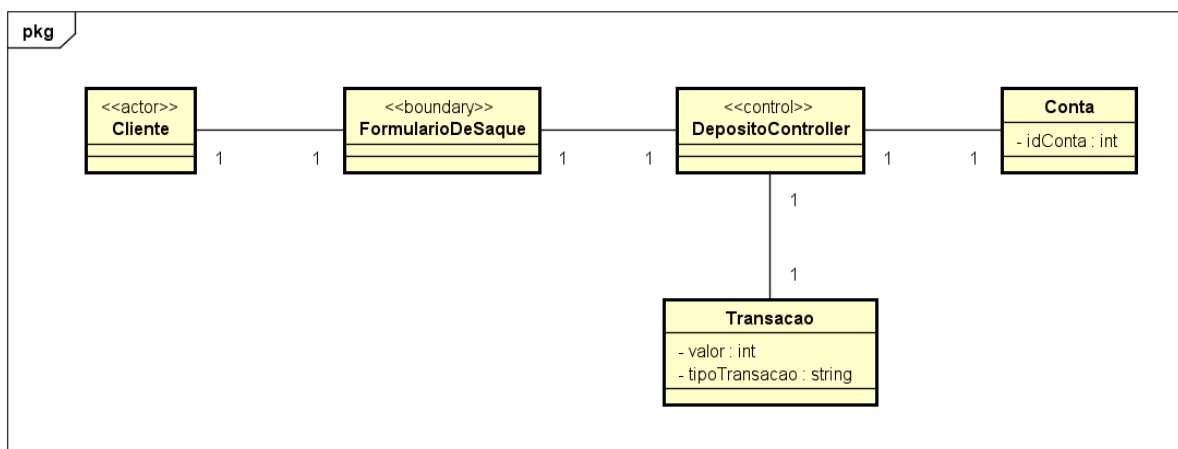 pkg
<<actor>>
Cliente
1
1
<<boundary>>
FormularioDeSaque
1
1
<<control>>
DepositoController
1
1
Conta
- idConta : int
1
1
Transacao
- valor : int
- tipoTransacao : string